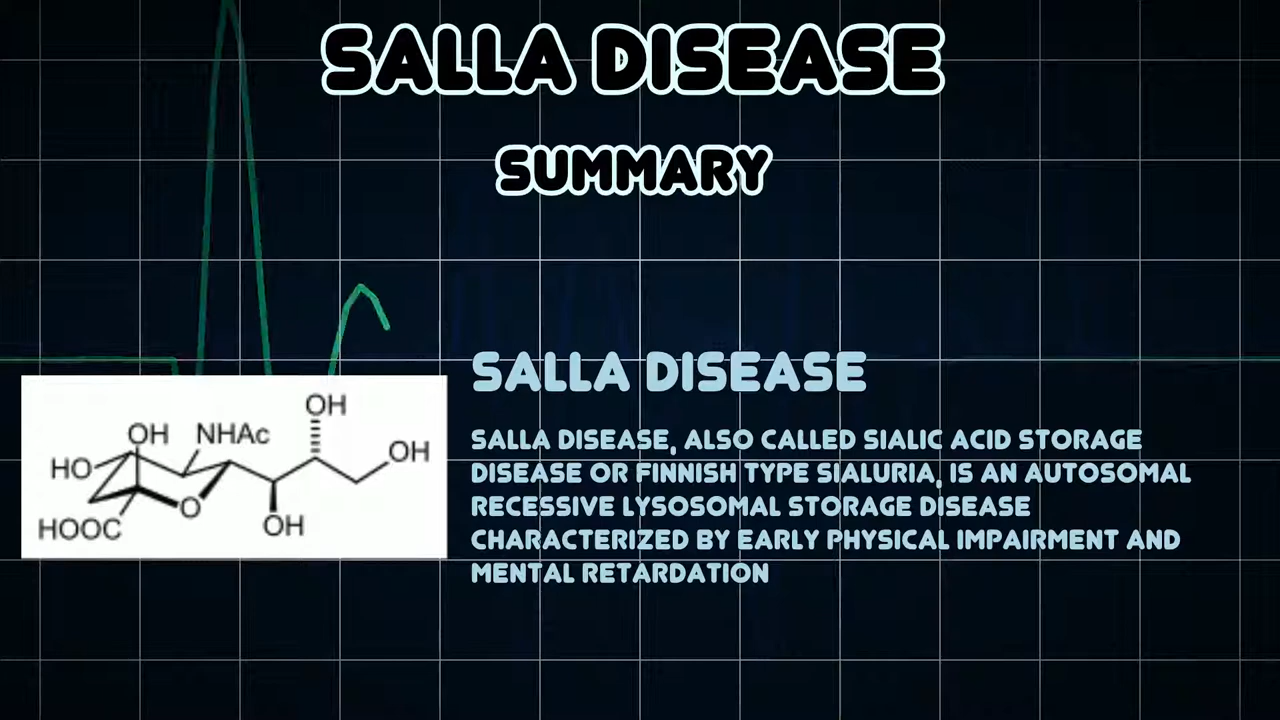 SALLA DISEASE
SUMMARY
SALLA DISEASE
SALLA DISEASE, ALSO CALLED SIALIC ACID STORAGE
DISEASE OR FINNISH TYPE SIALURIA, IS AN AUTOSOMAL
RECESSIVE LYSOSOMAL STORAGE DISEASE
CHARACTERIZED BY EARLY PHYSICAL IMPAIRMENT AND
MENTAL RETARDATION
OH
OH NHAc
HO OH
O
HOOC OH